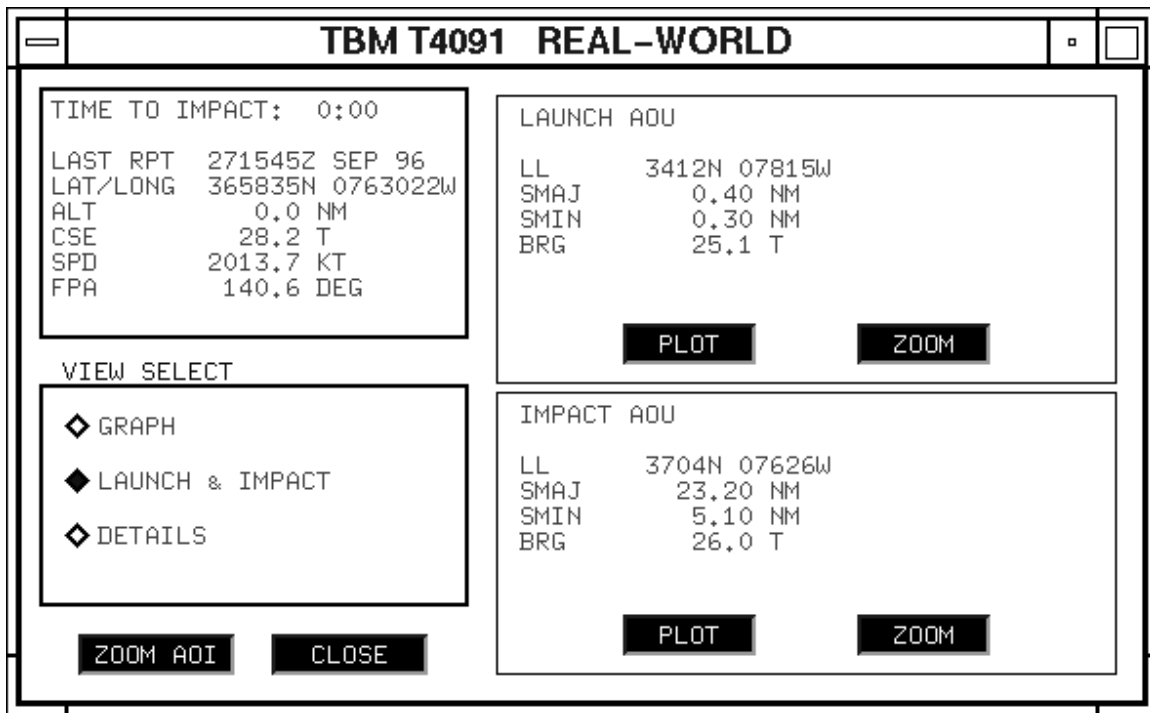 TBM T4091 REAL-WORLD
TIME TO IMPACT: 0:00
LAST RPT 271545Z SEP 96
LAT/LONG 365835N 0763022W
ALT 0.0 NM
CSE 28.2 T
SPD 2013.7 KT
FPA 140.6 DEG
VIEW SELECT
GRAPH
LAUNCH & IMPACT
DETAILS
ZOOM AOI CLOSE
LAUNCH AOU
LL 3412N 07815W
SMAJ 0.40 NM
SMIN 0.30 NM
BRG 25.1 T
PLOT ZOOM
IMPACT AOU
LL 3704N 07626W
SMAJ 23.20 NM
SMIN 5.10 NM
BRG 26.0 T
PLOT ZOOM